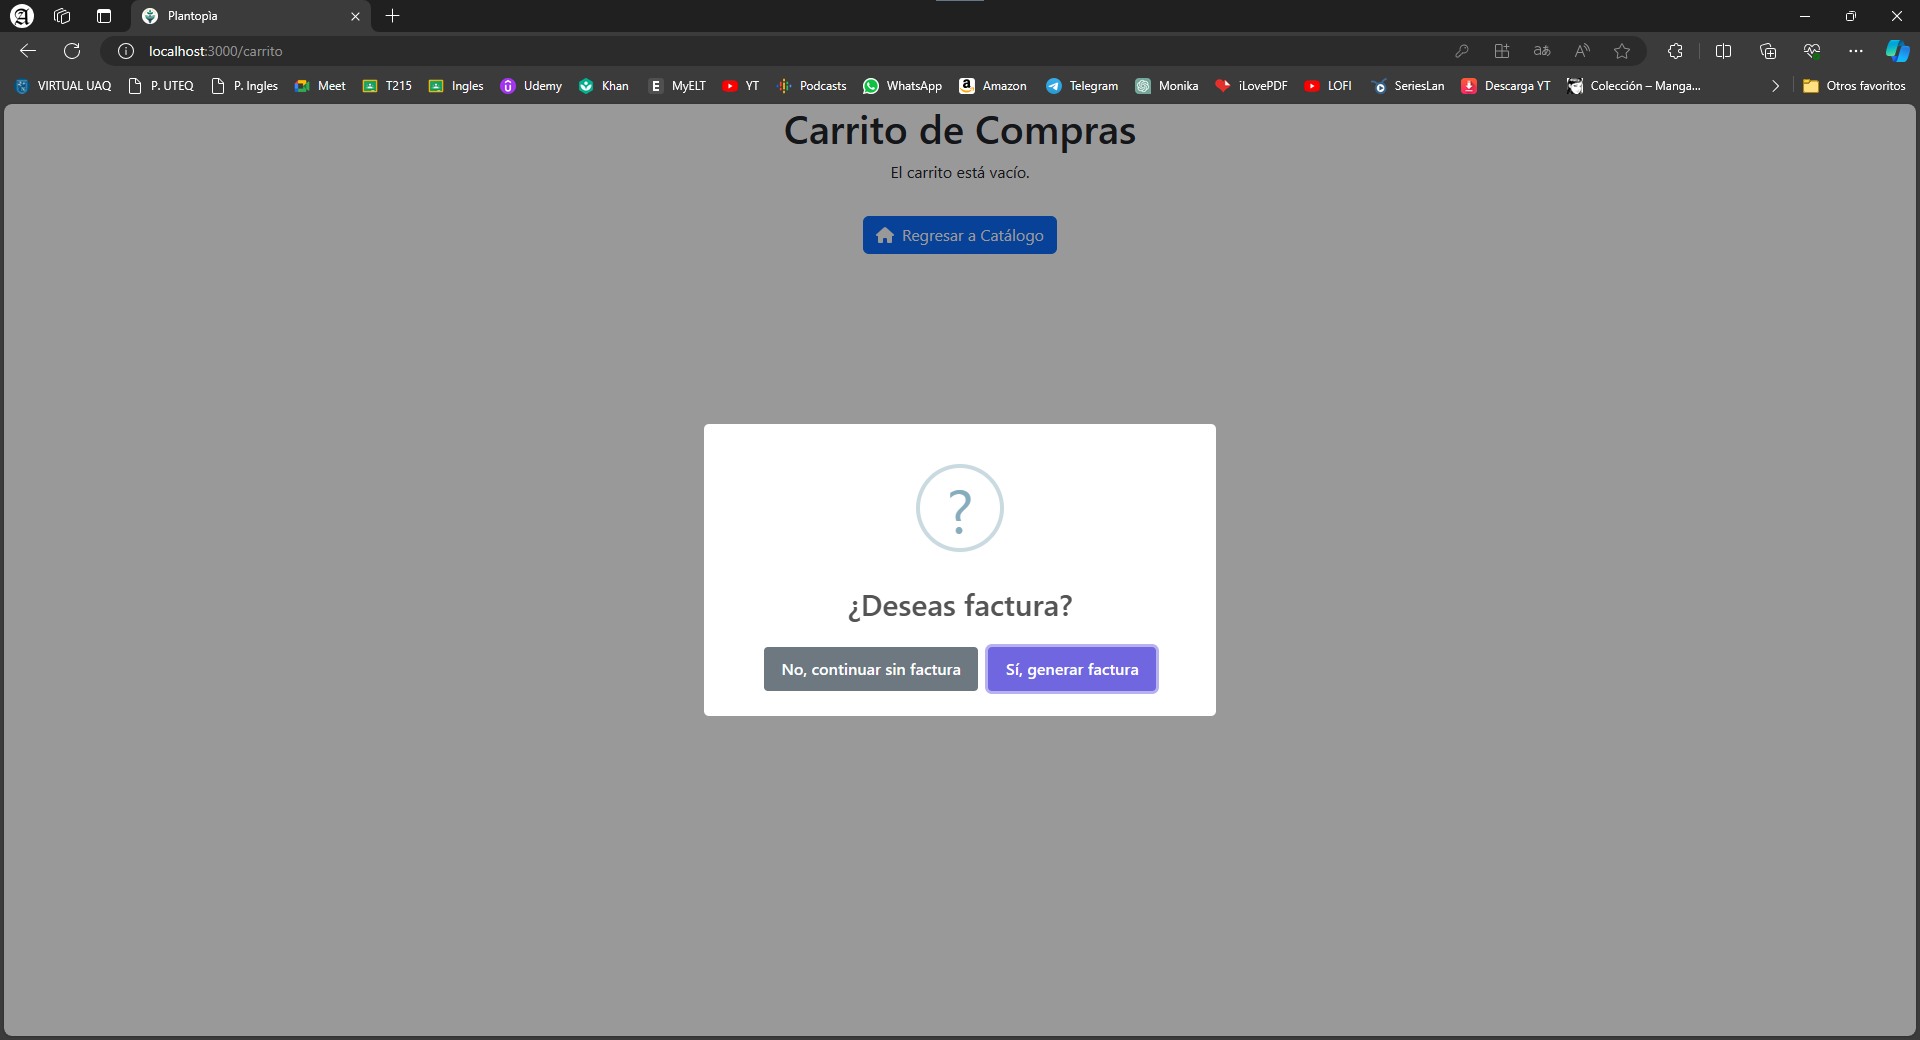 Plantopìa
localhost:3000/carrito
VIRTUAL UAQ P. UTEQ P. Ingles Meet T215 Ingles Udemy Khan MyELT YT Podcasts WhatsApp Amazon Telegram Monika iLovePDF LOFI SeriesLan Descarga YT Colección – Manga... Otros favoritos
Carrito de Compras
El carrito está vacío.
Regresar a Catálogo
?
¿Deseas factura?
No, continuar sin factura Sí, generar factura